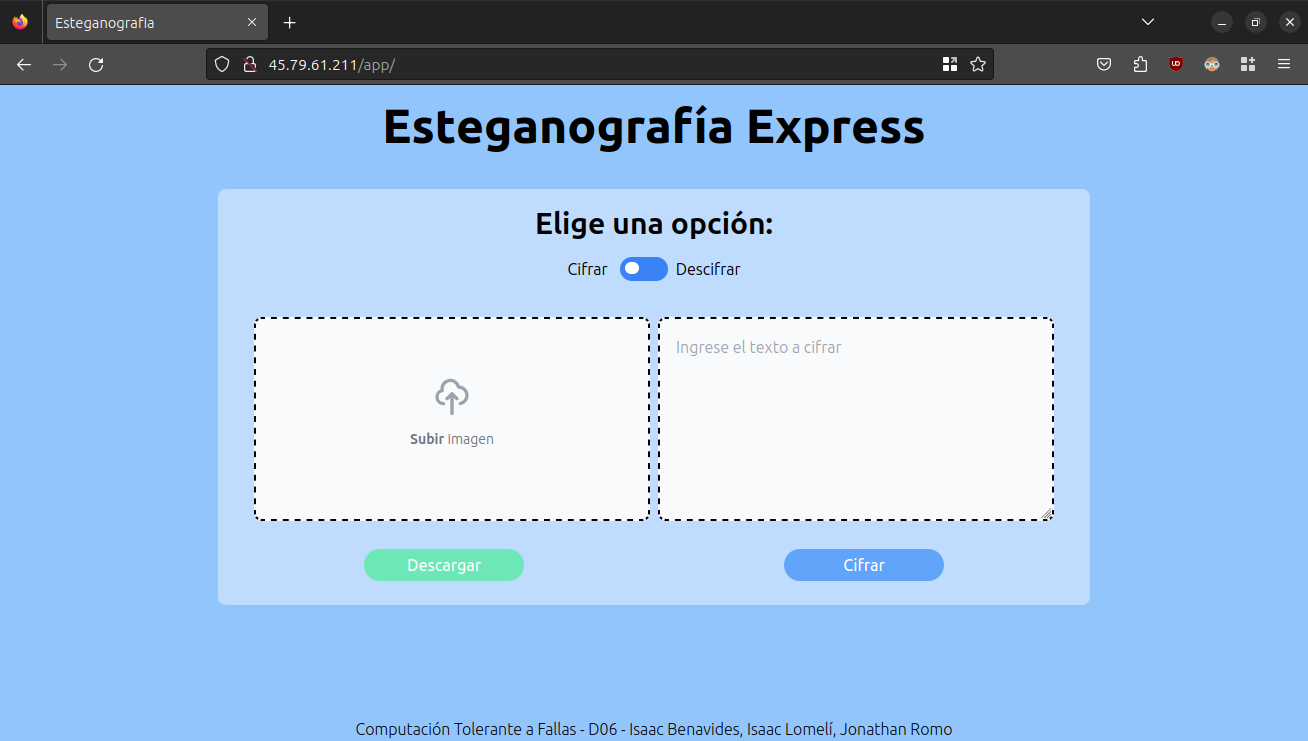 Esteganografia
45.79.61.211/app/
Esteganografía Express
Elige una opción:
Cifrar Descifrar
Subir Imagen
Ingrese el texto a cifrar
Descargar
Cifrar
Computación Tolerante a Fallas - D06 - Isaac Benavides, Isaac Lomelí, Jonathan Romo